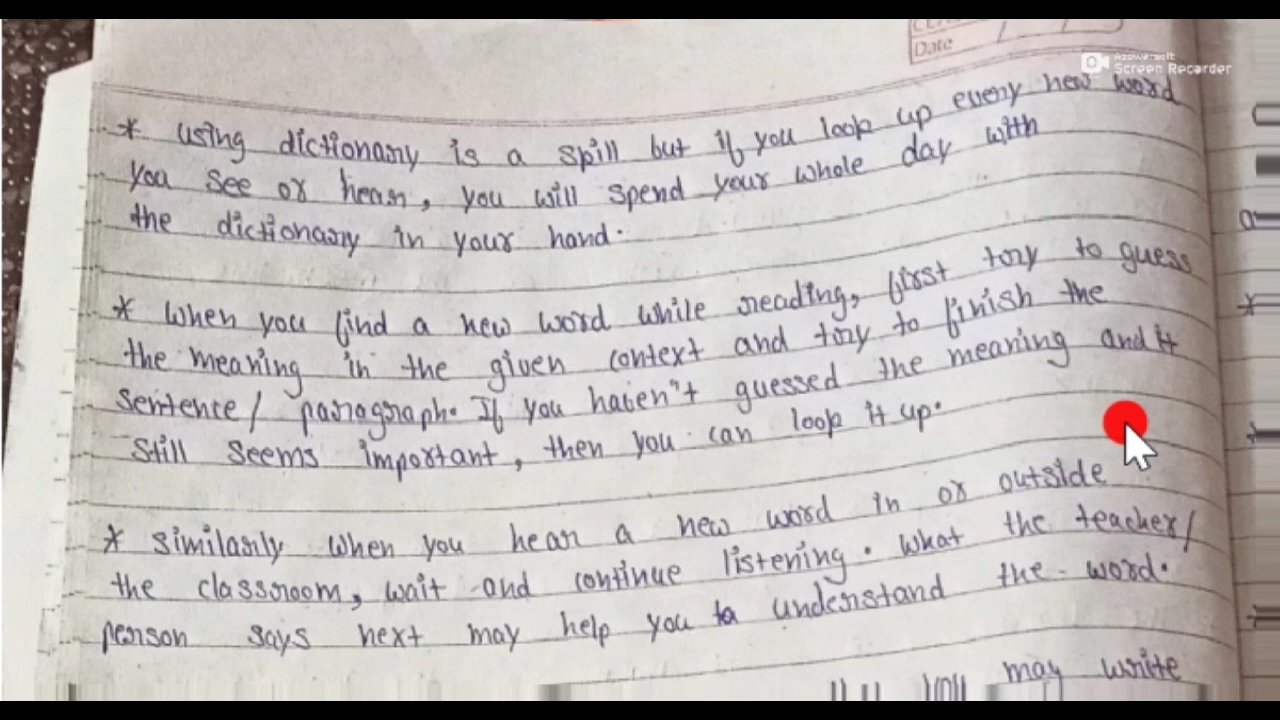 Date / /
Apowersoft
Screen Recorder
* using dictionary is a spill but if you look up every new word
you see or hear, you will spend your whole day with
the dictionary in your hand.
* When you find a new word while reading, first try to guess
the meaning in the given context and try to finish the
sentence/ paragraph. If you haven"t guessed the meaning and it
still seems important, then you can look it up.
* Similarly when you hear a new word in or outside
the classroom, wait and continue listening. What the teacher/
person says next may help you to understand the word.
you may write